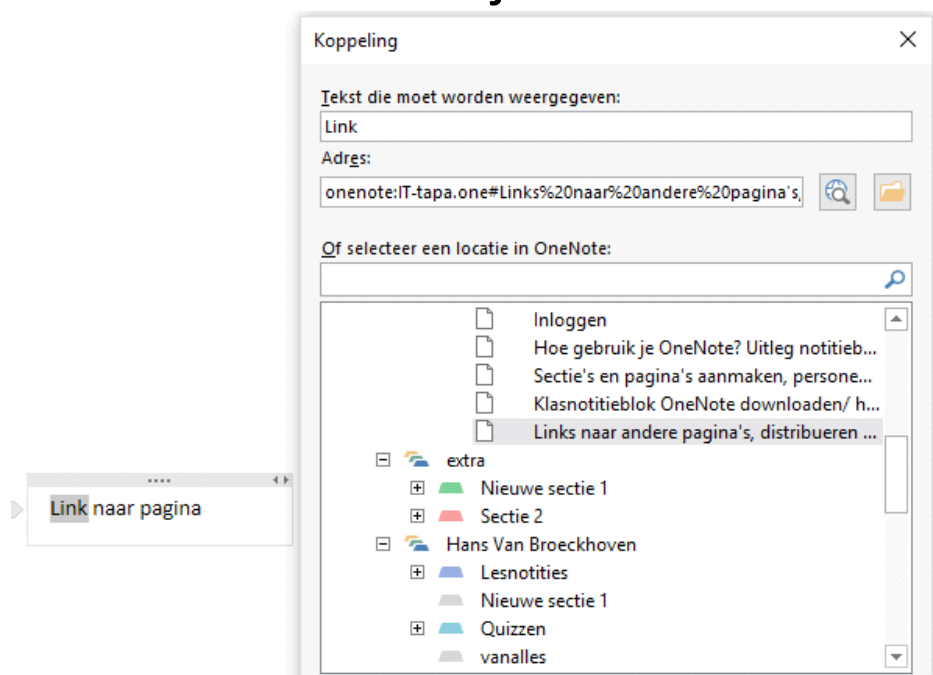 Koppeling
Tekst die moet worden weergegeven:
Link
Adres:
onenote:IT-tapa.one#Links%20naar%20andere%20pagina's,
Of selecteer een locatie in OneNote:
Inloggen
Hoe gebruik je OneNote? Uitleg notitieb...
Sectie's en pagina's aanmaken, persone...
Klasnotitieblok OneNote downloaden/ h...
Links naar andere pagina's, distribueren ...
extra
Nieuwe sectie 1
Sectie 2
Hans Van Broeckhoven
Lesnotities
Nieuwe sectie 1
Quizzen
vanalles
Link naar pagina